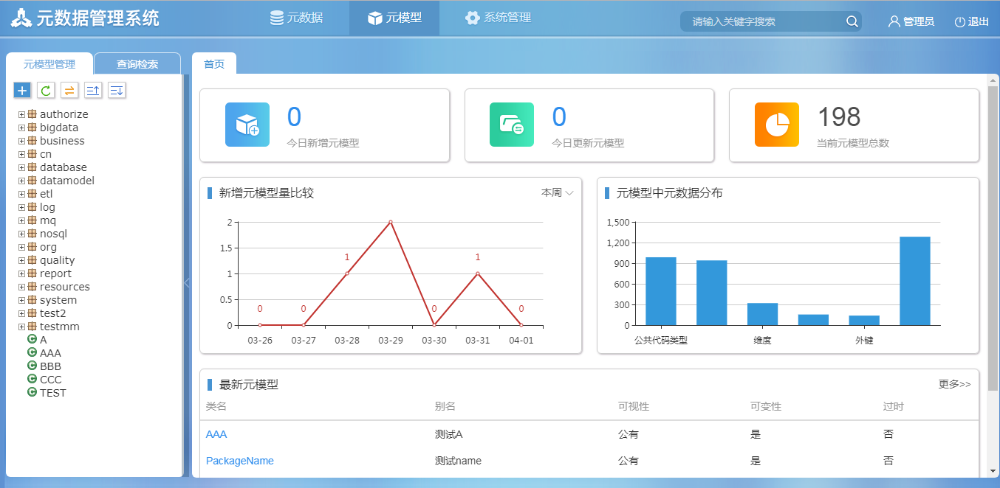 元数据管理系统
元数据
元模型
系统管理
请输入关键字搜索
管理员
退出
元模型管理
查询检索
首页
authorize
bigdata
business
cn
database
datamodel
etl
log
mq
nosql
org
quality
report
resources
system
test2
testmm
A
AAA
BBB
CCC
TEST
0
今日新增元模型
0
今日更新元模型
198
当前元模型总数
新增元模型量比较
本周
2
1.5
1
0.5
0
0
0
1
0
1
0
03-26
03-27
03-28
03-29
03-30
03-31
04-01
元模型中元数据分布
1,500
1,200
900
600
300
0
公共代码类型
维度
外键
最新元模型
更多>>
类名 别名 可视性 可变性 过时
AAA 测试A 公有 是 否
PackageName 测试name 公有 是 否